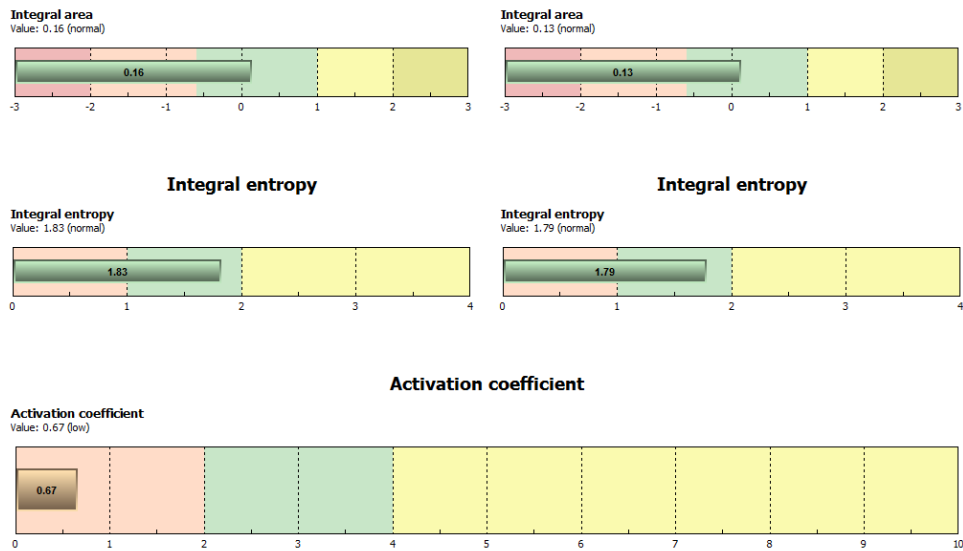 Integral area
Value: 0.16 (normal)
0.16
-3 -2 -1 0 1 2 3
Integral area
Value: 0.13 (normal)
0.13
-3 -2 -1 0 1 2 3
Integral entropy
Integral entropy
Value: 1.83 (normal)
1.83
0 1 2 3 4
Integral entropy
Integral entropy
Value: 1.79 (normal)
1.79
0 1 2 3 4
Activation coefficient
Activation coefficient
Value: 0.67 (low)
0.67
0 1 2 3 4 5 6 7 8 9 10